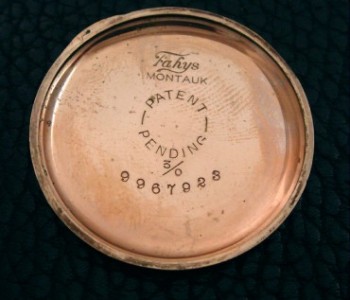 Fahys
MONTAUK
PATENT
PENDING
3/0
9967923